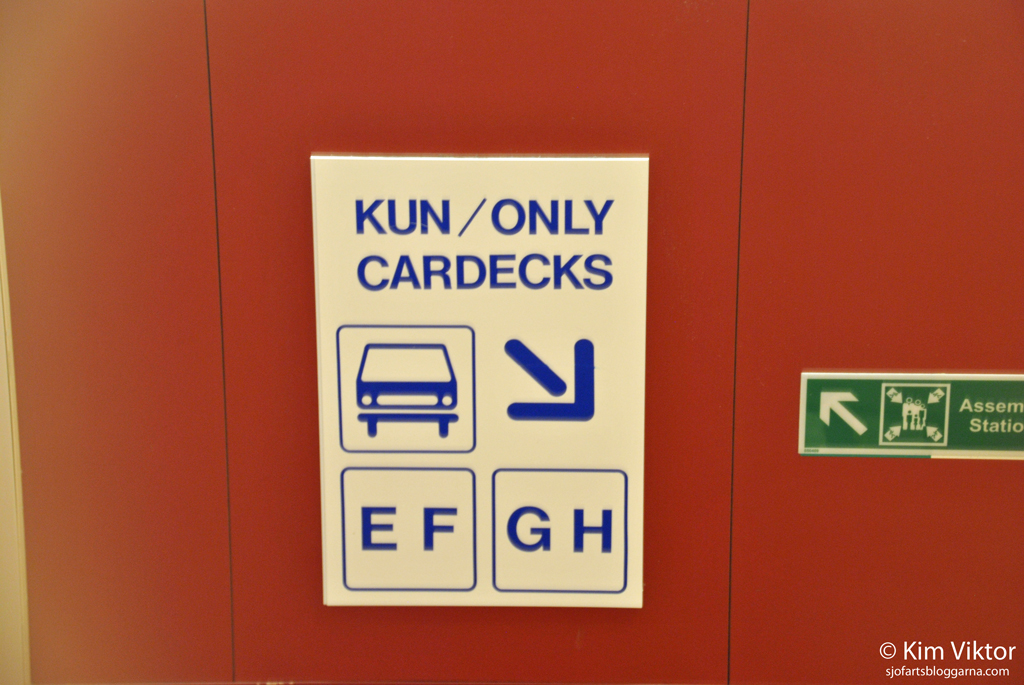 KUN / ONLY
CARDECKS
E F
G H
Assem
Statio
© Kim Viktor
sjofartsbloggarna.com